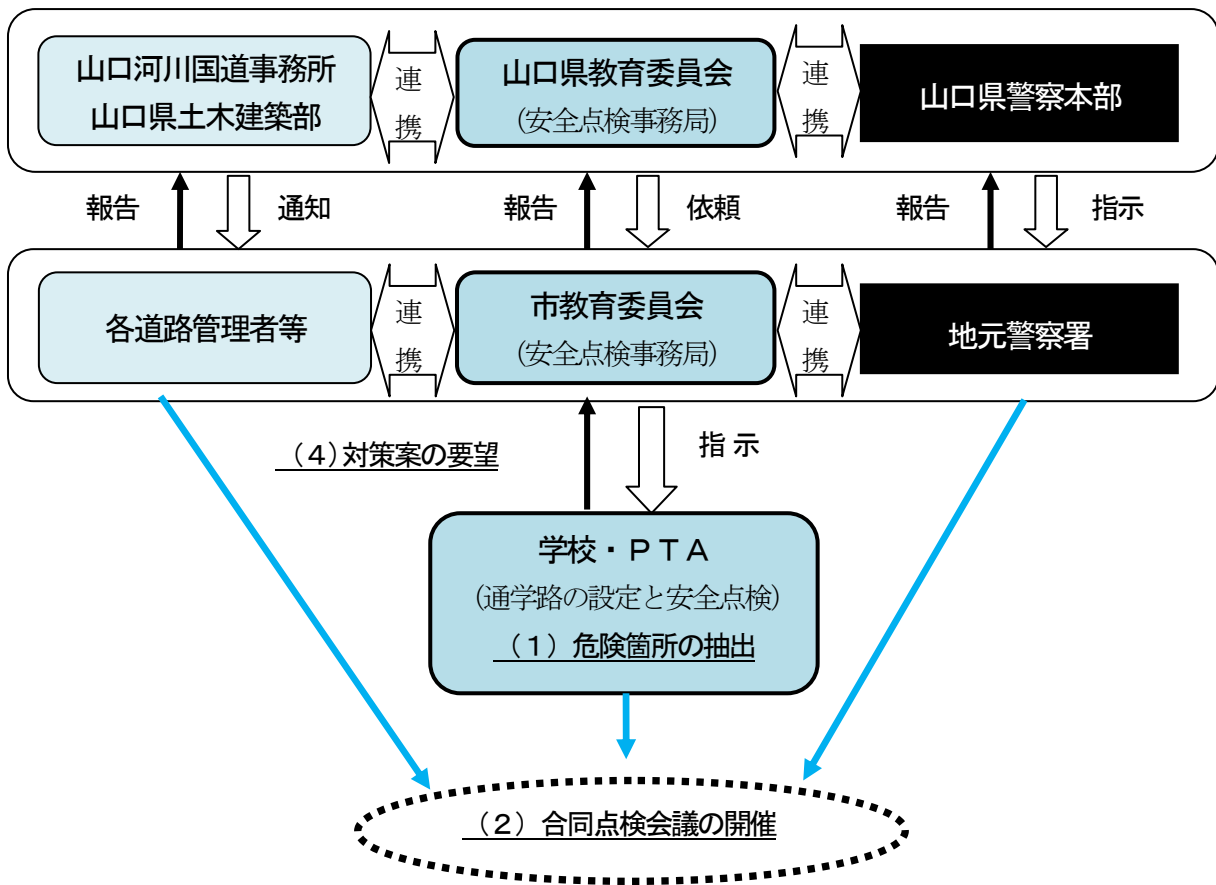 山口河川国道事務所
山口県土木建築部
連携
山口県教育委員会
(安全点検事務局)
連携
山口県警察本部
報告
通知
報告
依頼
報告
指示
各道路管理者等
連携
市教育委員会
(安全点検事務局)
連携
地元警察署
(4)対策案の要望
指 示
学校・PTA
(通学路の設定と安全点検)
(1)危険箇所の抽出
(2)合同点検会議の開催